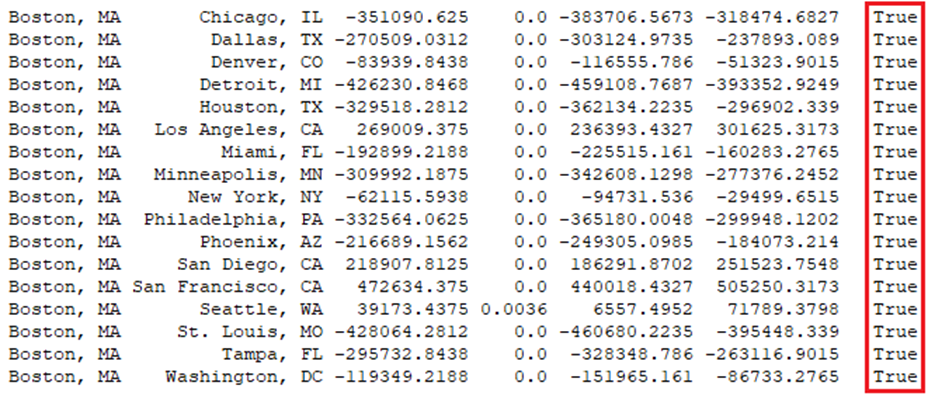 Boston, MA Chicago, IL -351090.625 0.0 -383706.5673 -318474.6827 True
Boston, MA Dallas, TX -270509.0312 0.0 -303124.9735 -237893.089 True
Boston, MA Denver, CO -83939.8438 0.0 -116555.786 -51323.9015 True
Boston, MA Detroit, MI -426230.8468 0.0 -459108.7687 -393352.9249 True
Boston, MA Houston, TX -329518.2812 0.0 -362134.2235 -296902.339 True
Boston, MA Los Angeles, CA 269009.375 0.0 236393.4327 301625.3173 True
Boston, MA Miami, FL -192899.2188 0.0 -225515.161 -160283.2765 True
Boston, MA Minneapolis, MN -309992.1875 0.0 -342608.1298 -277376.2452 True
Boston, MA New York, NY -62115.5938 0.0 -94731.536 -29499.6515 True
Boston, MA Philadelphia, PA -332564.0625 0.0 -365180.0048 -299948.1202 True
Boston, MA Phoenix, AZ -216689.1562 0.0 -249305.0985 -184073.214 True
Boston, MA San Diego, CA 218907.8125 0.0 186291.8702 251523.7548 True
Boston, MA San Francisco, CA 472634.375 0.0 440018.4327 505250.3173 True
Boston, MA Seattle, WA 39173.4375 0.0036 6557.4952 71789.3798 True
Boston, MA St. Louis, MO -428064.2812 0.0 -460680.2235 -395448.339 True
Boston, MA Tampa, FL -295732.8438 0.0 -328348.786 -263116.9015 True
Boston, MA Washington, DC -119349.2188 0.0 -151965.161 -86733.2765 True